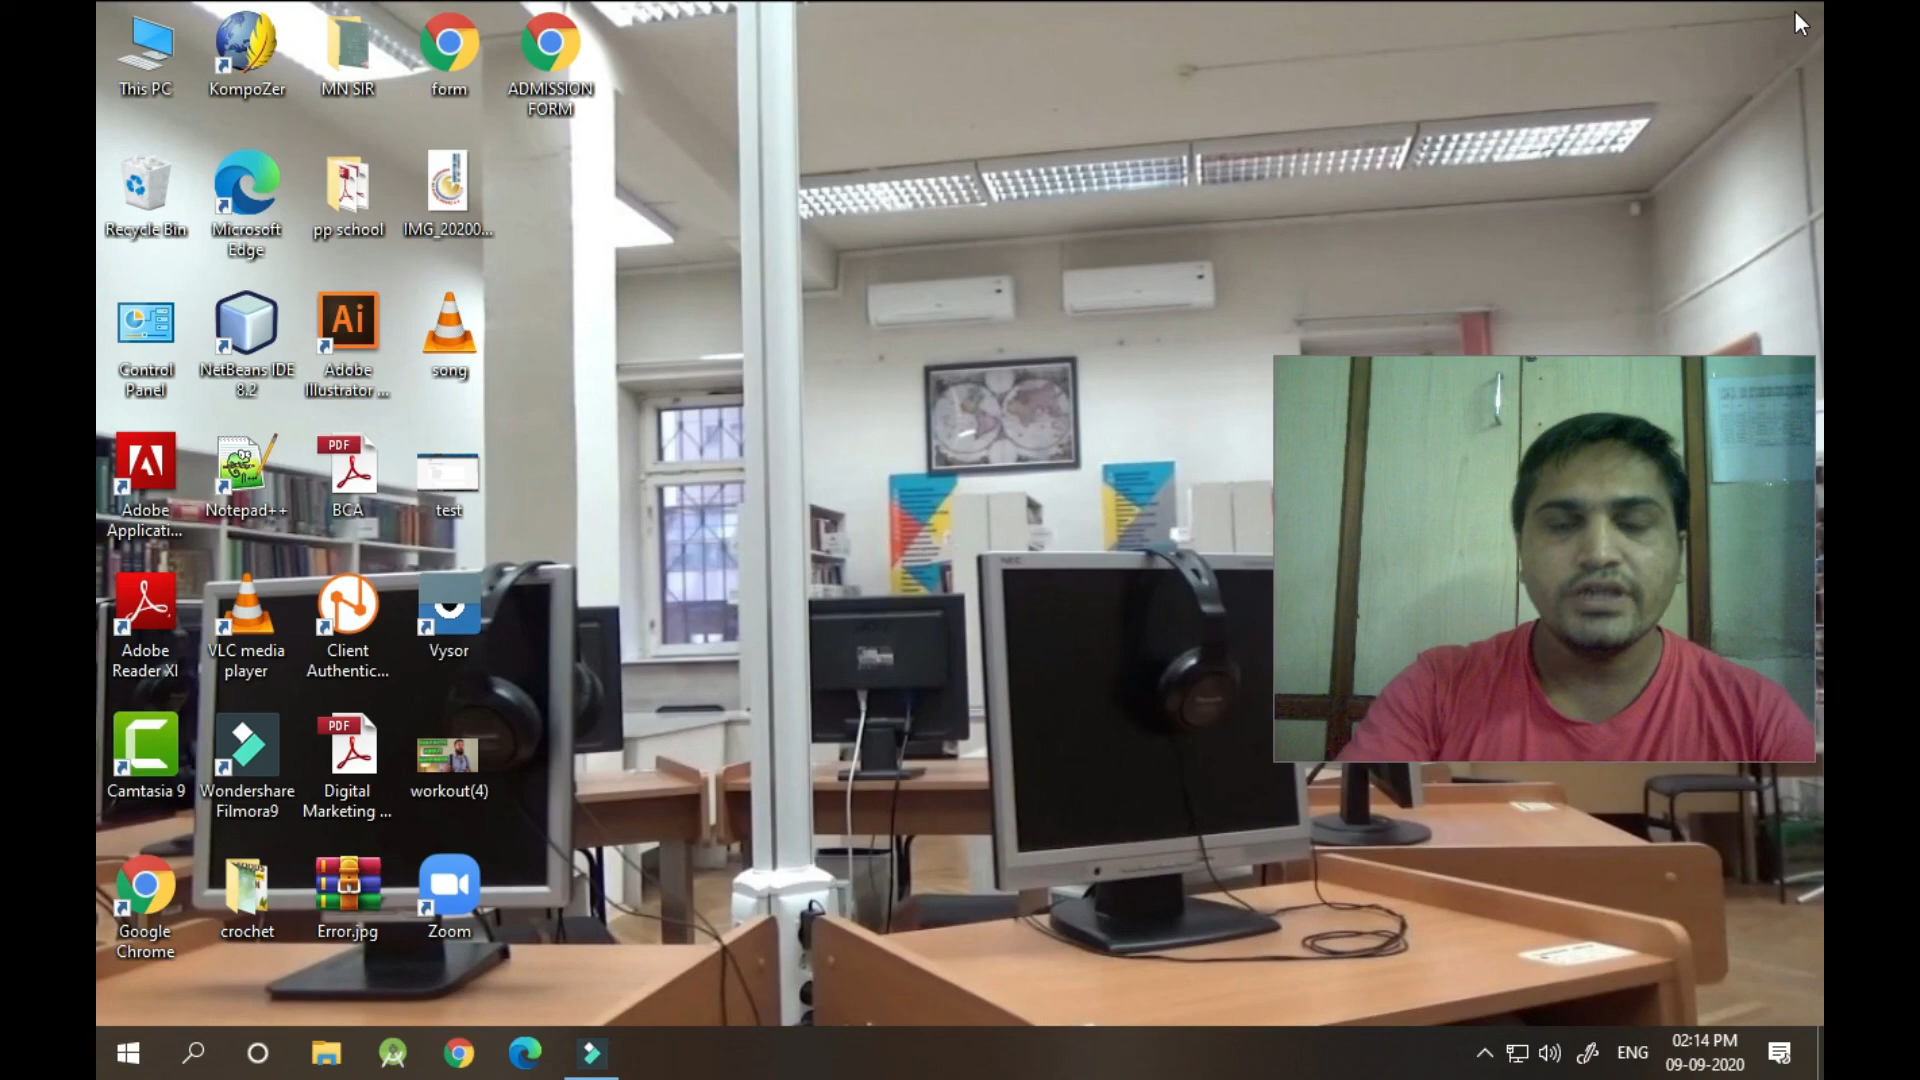 This PC
KompoZer
MN SIR
form
ADMISSION
FORM
Recycle Bin
Microsoft
Edge
pp school
IMG_20200...
Control
Panel
NetBeans IDE
8.2
Ai
Adobe
Illustrator ...
song
Adobe
Applicati...
Notepad++
PDF
BCA
test
Adobe
Reader XI
VLC media
player
Client
Authentic...
Vysor
Camtasia 9
Wondershare
Filmora9
PDF
Digital
Marketing ...
workout(4)
Google
Chrome
crochet
Error.jpg
Zoom
NEC
ENG
02:14 PM
09-09-2020